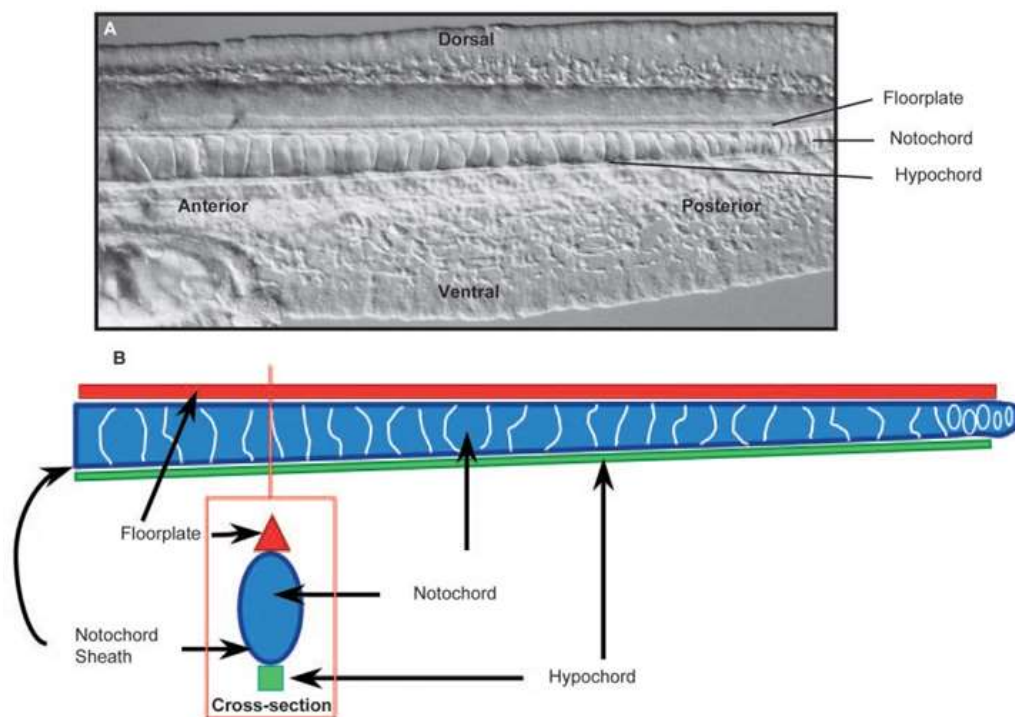 A
Dorsal
Floorplate
Notochord
Hypochord
Anterior
Posterior
Ventral
B
Floorplate
Notochord
Notochord
Sheath
Hypochord
Cross-section